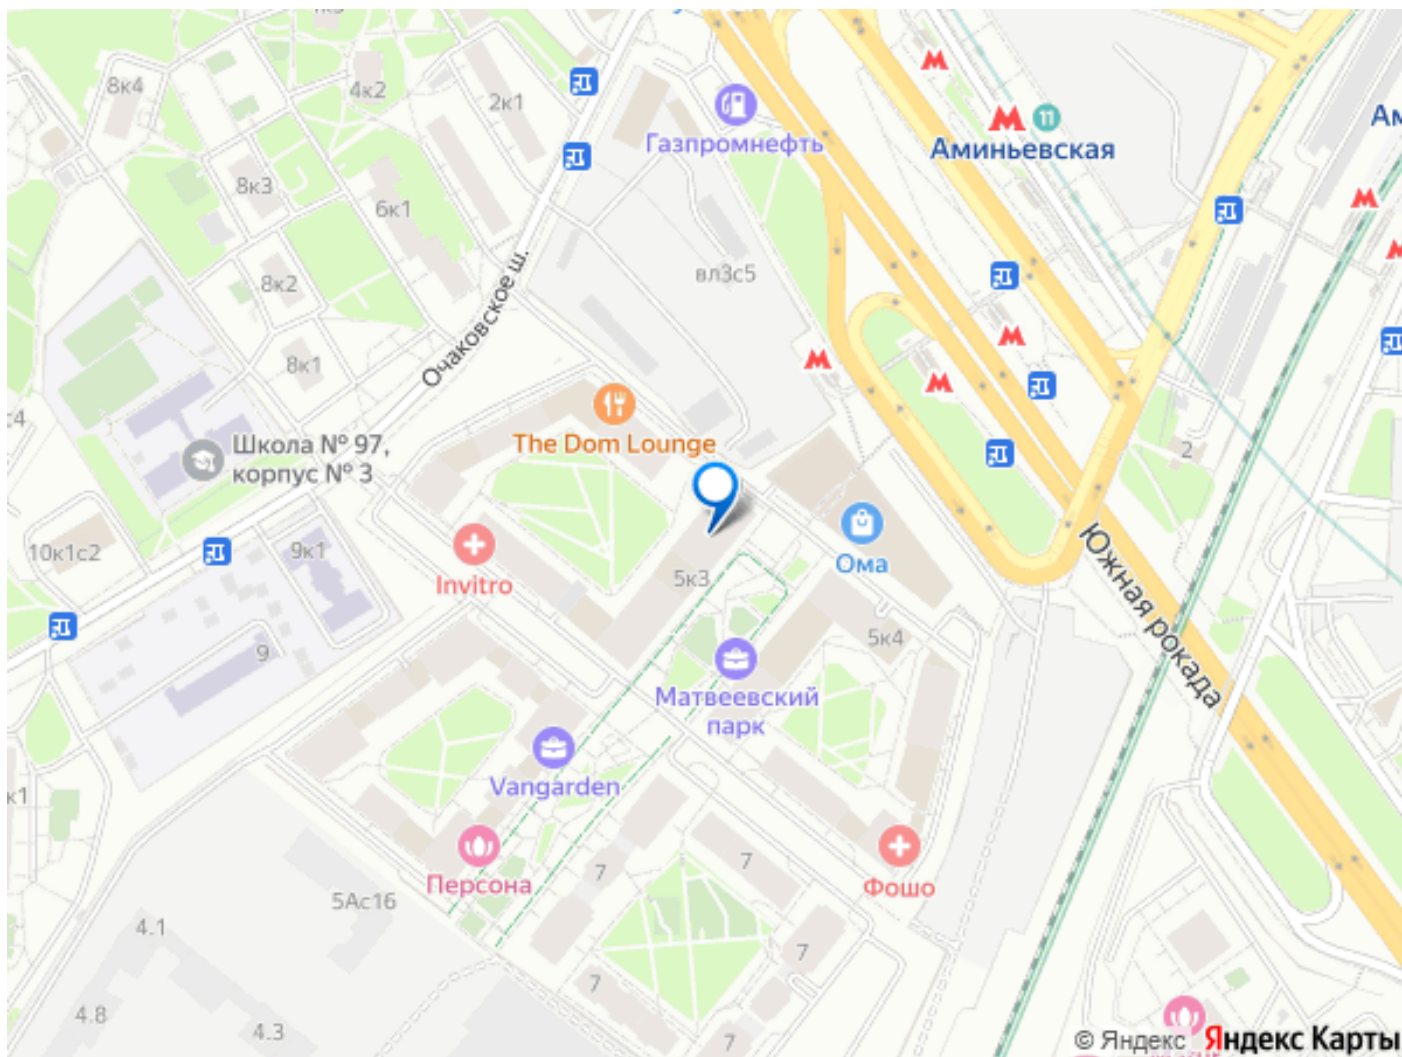 8к4
4к2
2к1
Газпромнефть
11
Аминьевская
8к3
6к1
Очаковское ш.
вл3с5
8к2
8к1
The Dom Lounge
Школа № 97,
корпус № 3
2
10к1с2
9к1
Invitro
Ома
5к3
Южная рокада
5к4
9
Матвеевский
парк
Vangarden
к1
Персона
7
7
Фошо
5Ас16
4.1
7
7
4.8
4.3
7
© Яндекс Яндекс Карты